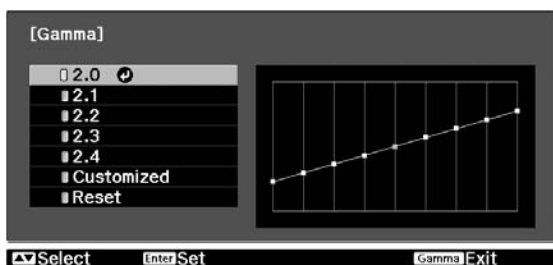 [Gamma]
2.0
2.1
2.2
2.3
2.4
Customized
Reset
Select Enter Set Gamma Exit